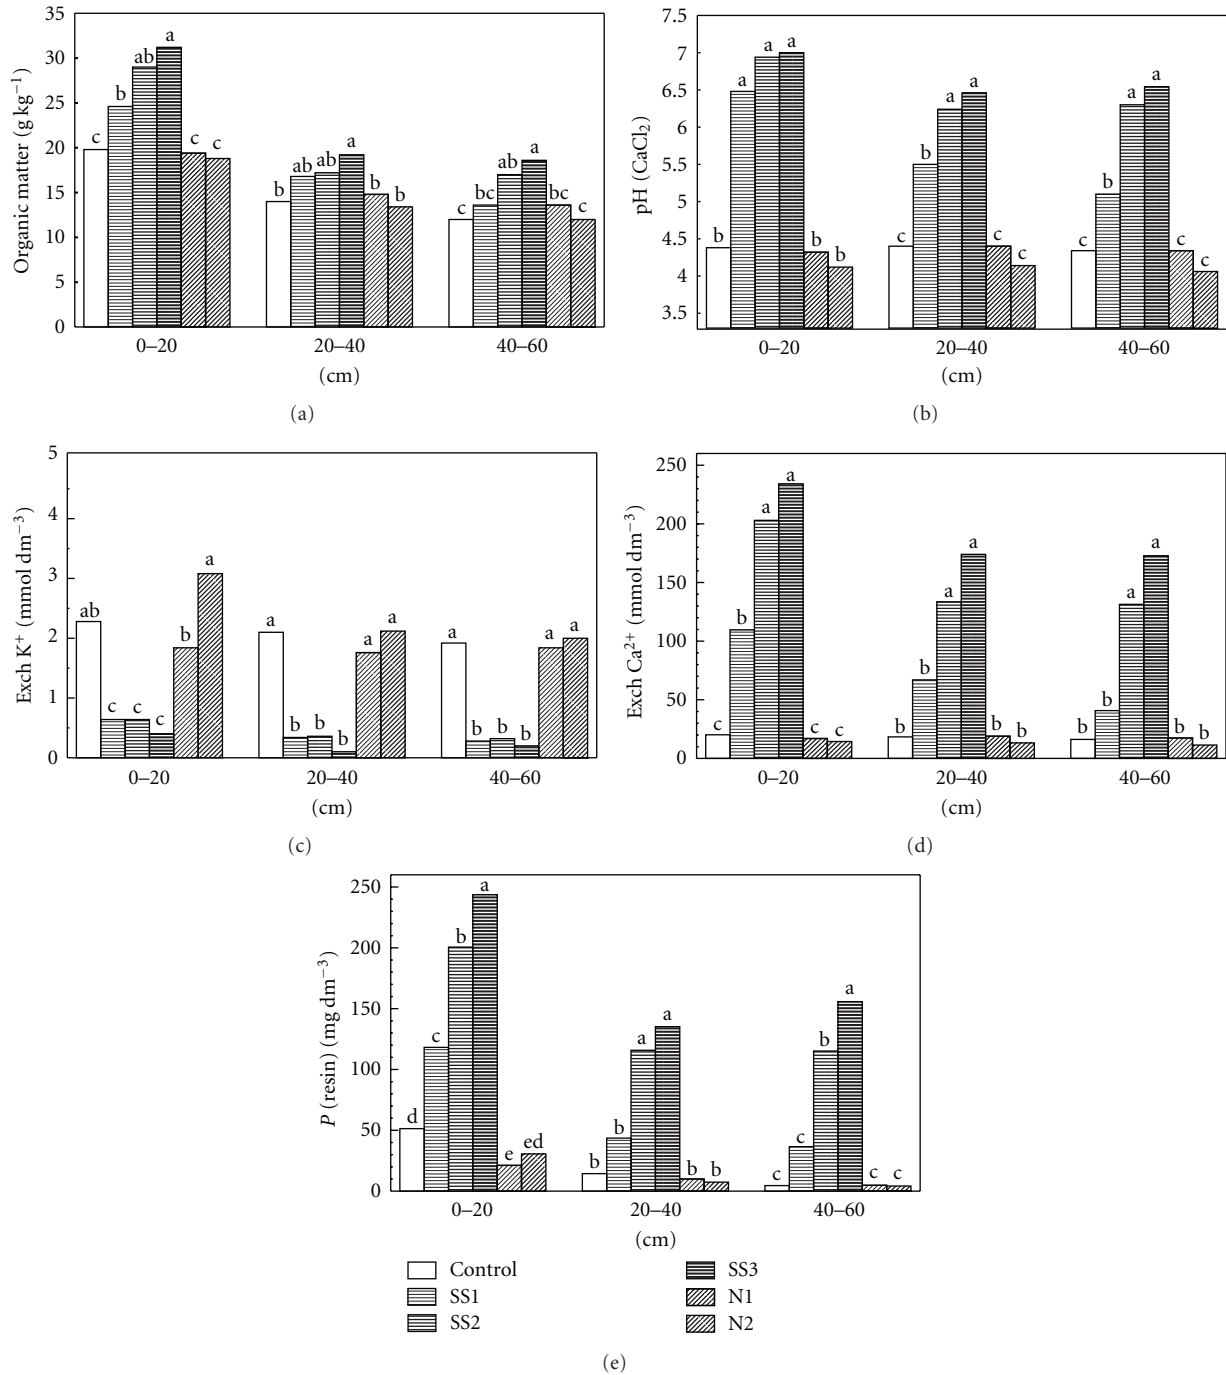 35
30
25
20
15
10
5
0
Organic matter (g kg−1)
c b ab a c c
b ab ab a b b
c bc ab a bc c
0–20 20–40 40–60
(cm)
(a)
7.5
7
6.5
6
5.5
5
4.5
4
3.5
pH (CaCl2)
b a a a b b
c b a a c c
c b a a c c
0–20 20–40 40–60
(cm)
(b)
5
4
3
2
1
0
Exch K+ (mmol dm−3)
ab c c c b a
a b b b a a
a b b b a a
0–20 20–40 40–60
(cm)
(c)
250
200
150
100
50
0
Exch Ca2+ (mmol dm−3)
c b a a c c
b b a a b b
b b a a b b
0–20 20–40 40–60
(cm)
(d)
250
200
150
100
50
0
P (resin) (mg dm−3)
d c b a e ed
b b a a b b
c c b a c c
0–20 20–40 40–60
(cm)
Control
SS1
SS2
SS3
N1
N2
(e)